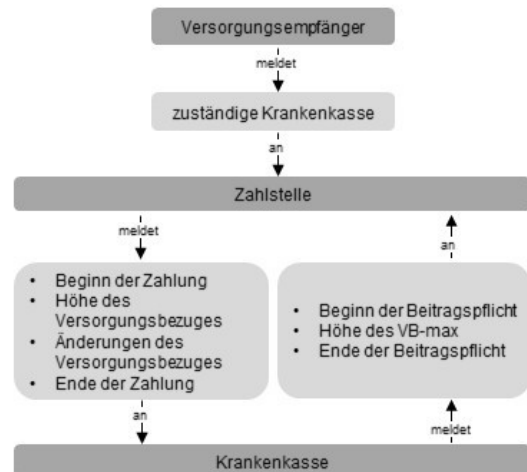 Versorgungsempfänger
meldet
zuständige Krankenkasse
an
Zahlstelle
meldet
• Beginn der Zahlung
• Höhe des
Versorgungsbezuges
• Änderungen des
Versorgungsbezuges
• Ende der Zahlung
an
an
• Beginn der Beitragspflicht
• Höhe des VB-max
• Ende der Beitragspflicht
meldet
Krankenkasse